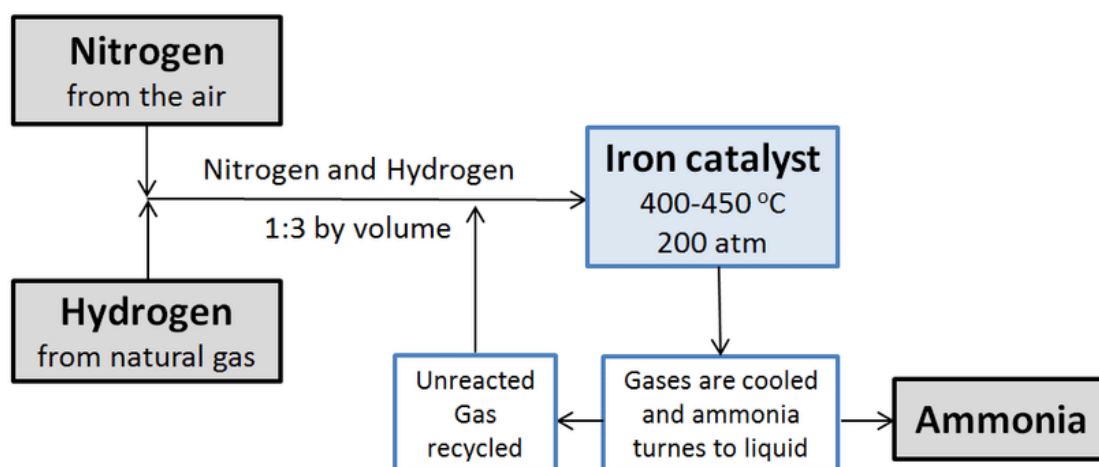 Nitrogen
from the air
Nitrogen and Hydrogen
1:3 by volume
Hydrogen
from natural gas
Iron catalyst
400-450 °C
200 atm
Unreacted
Gas
recycled
Gases are cooled
and ammonia
turnes to liquid
Ammonia